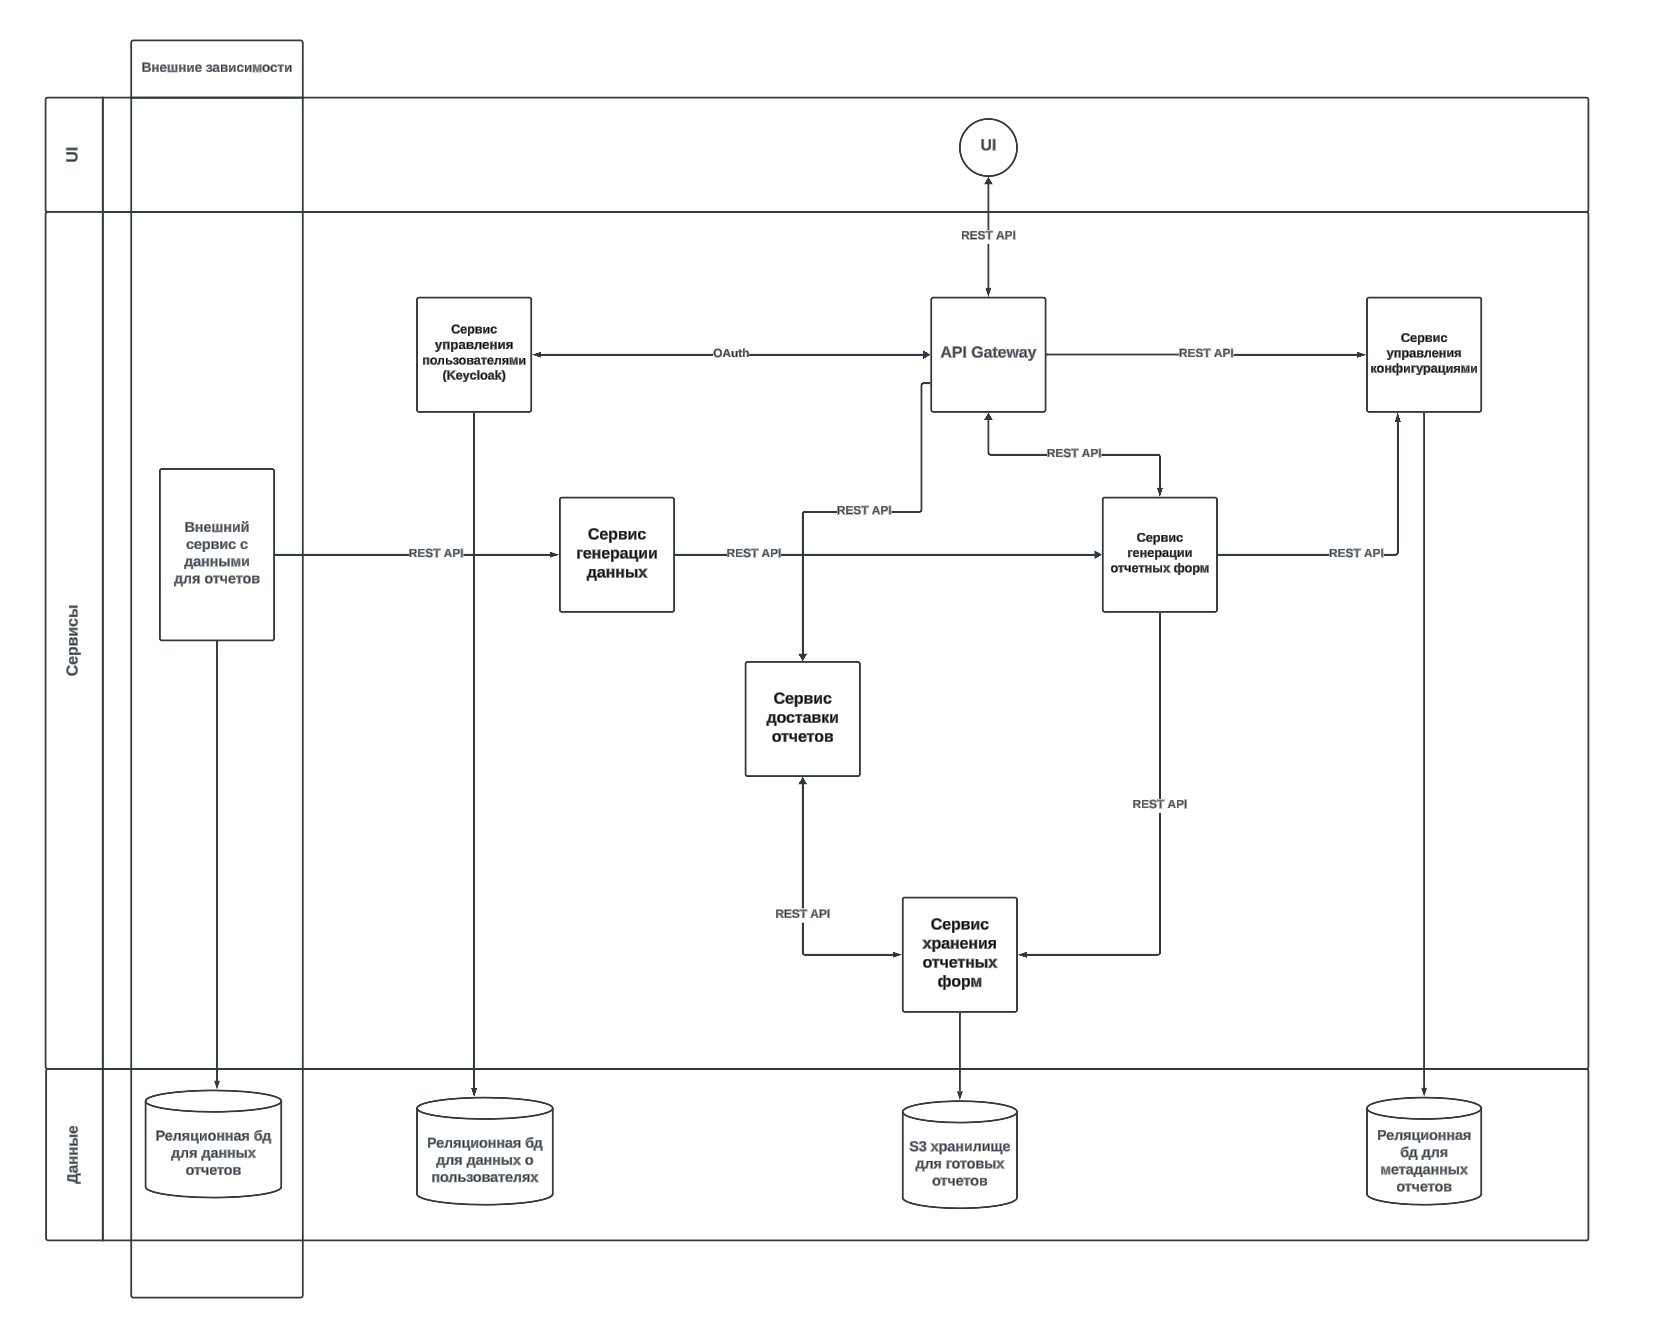 Внешние зависимости
UI
UI
REST API
Сервисы
Сервис
управления
пользователями
(Keycloak)
OAuth
API Gateway
REST API
Сервис
управления
конфигурациями
REST API
Внешний
сервис с
данными
для отчетов
REST API
Сервис
генерации
данных
REST API
REST API
Сервис
генерации
отчетных форм
REST API
Сервис
доставки
отчетов
REST API
REST API
Сервис
хранения
отчетных
форм
Данные
Реляционная бд
для данных
отчетов
Реляционная бд
для данных о
пользователях
S3 хранилище
для готовых
отчетов
Реляционная
бд для
метаданных
отчетов